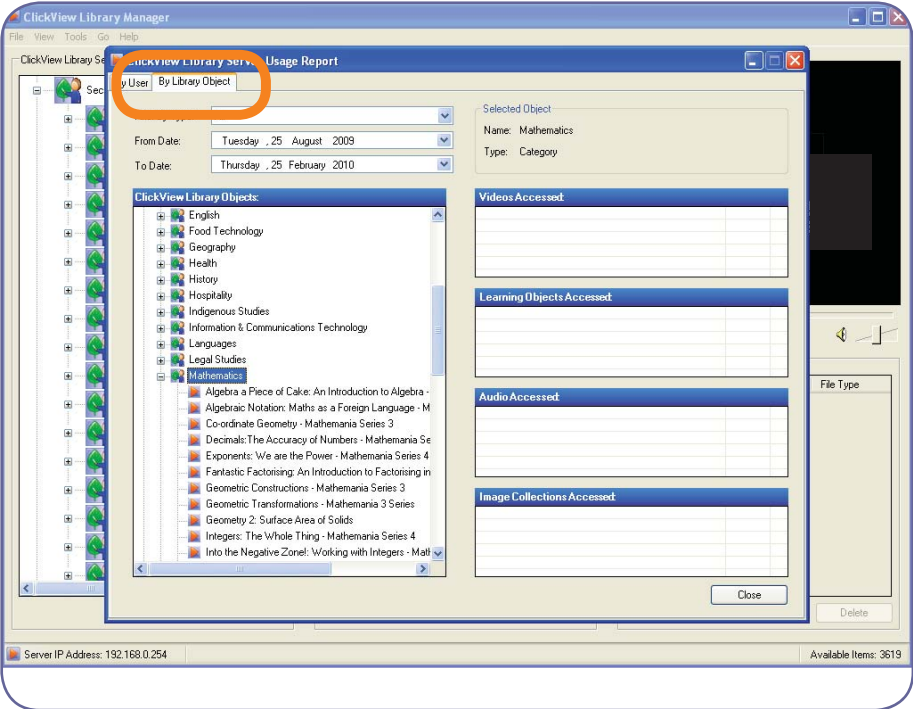 ClickView Library Manager
File View Tools Go Help
ClickView Library Se
ClickView Library Server Usage Report
By Library Object
y User
Sec
From Date: Tuesday , 25 August 2009
To Date: Thursday , 25 February 2010
Selected Object
Name: Mathematics
Type: Category
ClickView Library Objects:
English
Food Technology
Geography
Health
History
Hospitality
Indigenous Studies
Information & Communications Technology
Languages
Legal Studies
Mathematics
Algebra a Piece of Cake: An Introduction to Algebra -
Algebraic Notation: Maths as a Foreign Language - M
Co-ordinate Geometry - Mathemania Series 3
Decimals:The Accuracy of Numbers - Mathemania Se
Exponents: We are the Power - Mathemania Series 4
Fantastic Factorising: An Introduction to Factorising in
Geometric Constructions - Mathemania Series 3
Geometric Transformations - Mathemania 3 Series
Geometry 2: Surface Area of Solids
Integers: The Whole Thing - Mathemania Series 4
Into the Negative Zone!: Working with Integers - Math
Videos Accessed:
Learning Objects Accessed:
Audio Accessed:
Image Collections Accessed:
File Type
Close
Delete
Server IP Address: 192.168.0.254
Available Items: 3619